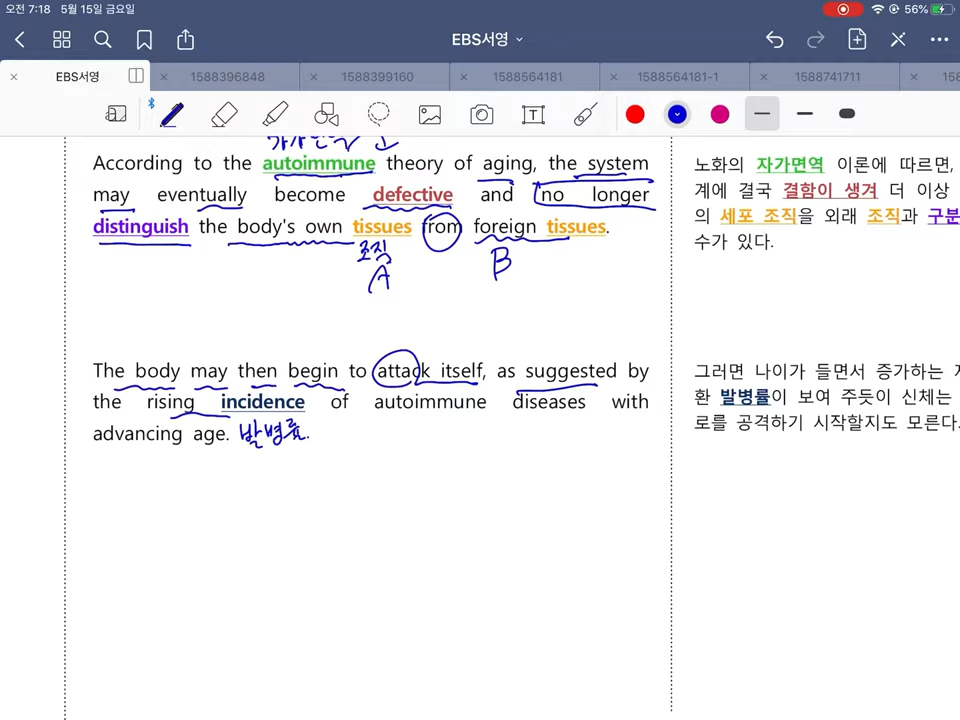 오전 7:18 5월 15일 금요일
56%
EBS서영
EBS서영
1588396848
1588399160
1588564181
1588564181-1
1588741711
158
According to the autoimmune theory of aging, the system
may eventually become defective and no longer
distinguish the body's own tissues from foreign tissues.
조직
A
B
The body may then begin to attack itself, as suggested by
the rising incidence of autoimmune diseases with
advancing age. 발병률.
노화의 자가면역 이론에 따르면,
계에 결국 결함이 생겨 더 이상
의 세포 조직을 외래 조직과 구분
수가 있다.
그러면 나이가 들면서 증가하는
환 발병률이 보여 주듯이 신체는
로를 공격하기 시작할지도 모른다.